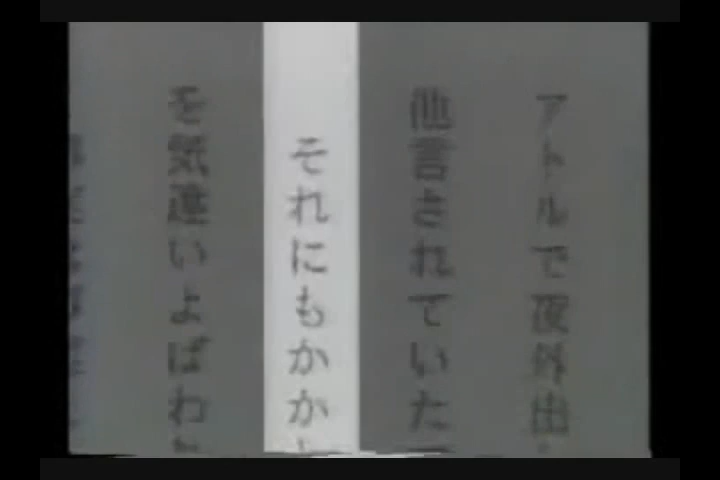 アトルで夜外出
他言されていた
それにもかか
を気違いよばわ